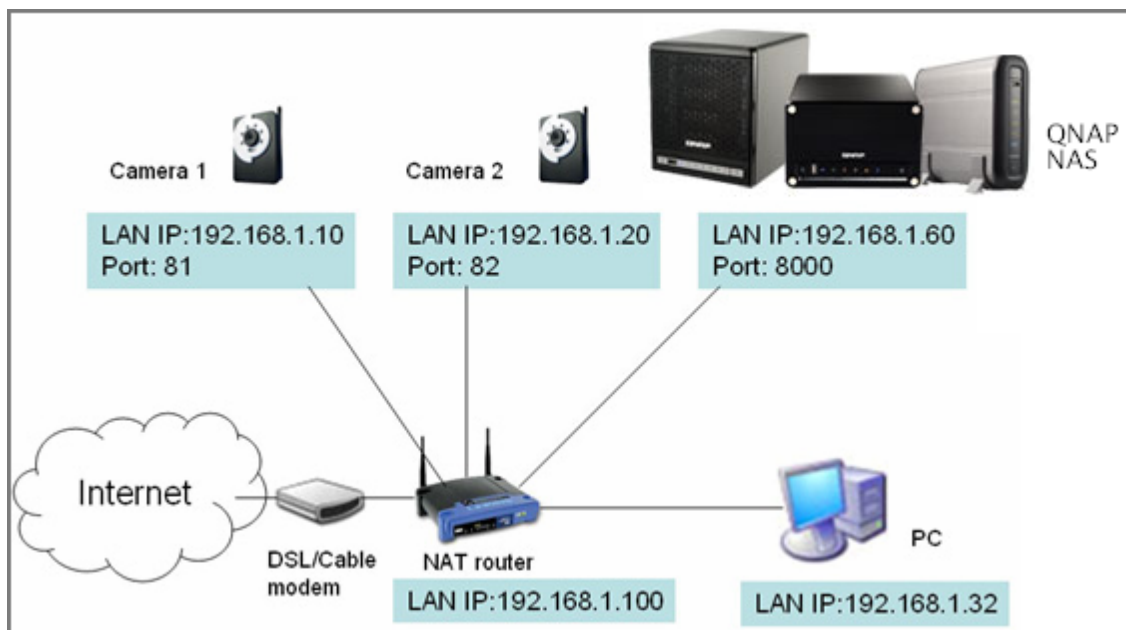 QNAP
NAS
Camera 1
Camera 2
LAN IP:192.168.1.10
Port: 81
LAN IP:192.168.1.20
Port: 82
LAN IP:192.168.1.60
Port: 8000
Internet
DSL/Cable
modem
NAT router
LAN IP:192.168.1.100
PC
LAN IP:192.168.1.32